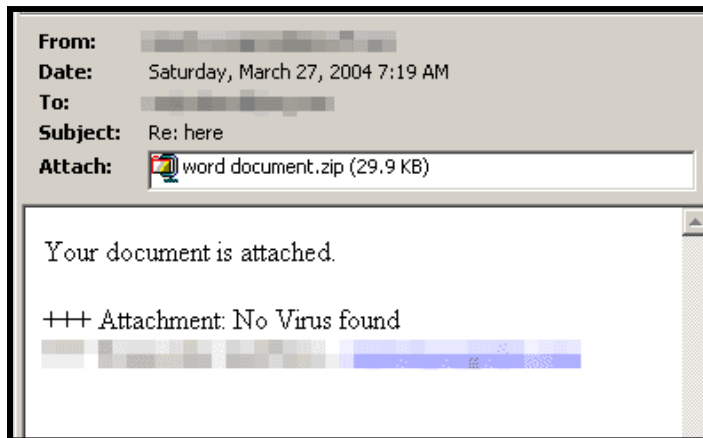 From:
Date: Saturday, March 27, 2004 7:19 AM
To:
Subject: Re: here
Attach: word document.zip (29.9 KB)
Your document is attached.
+++ Attachment: No Virus found